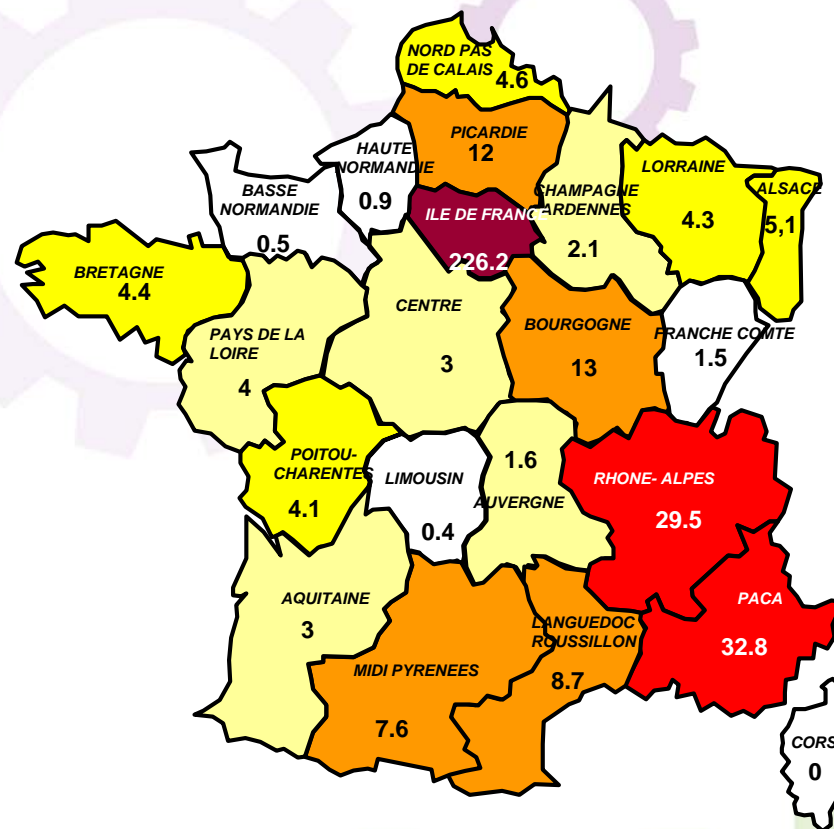 NORD PAS
DE CALAIS
4.6
PICARDIE
12
HAUTE
NORMANDIE
0.9
BASSE
NORMANDIE
0.5
ILE DE FRANCE
226.2
CHAMPAGNE
ARDENNES
2.1
LORRAINE
4.3
ALSACE
5,1
BRETAGNE
4.4
PAYS DE LA
LOIRE
4
CENTRE
3
BOURGOGNE
13
FRANCHE COMTE
1.5
POITOU-
CHARENTES
4.1
LIMOUSIN
0.4
1.6
AUVERGNE
RHONE- ALPES
29.5
AQUITAINE
3
MIDI PYRENEES
7.6
LANGUEDOC
ROUSSILLON
8.7
PACA
32.8
CORS
0